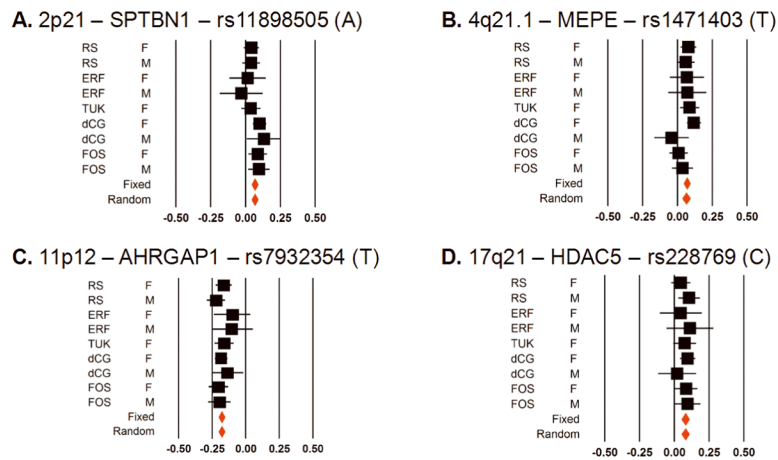 A. 2p21 – SPTBN1 – rs11898505 (A)
RS F
RS M
ERF F
ERF M
TUK F
dCG F
dCG M
FOS F
FOS M
Fixed
Random
-0.50 -0.25 0.00 0.25 0.50
B. 4q21.1 – MEPE – rs1471403 (T)
RS F
RS M
ERF F
ERF M
TUK F
dCG F
dCG M
FOS F
FOS M
Fixed
Random
-0.50 -0.25 0.00 0.25 0.50
C. 11p12 – AHRGAP1 – rs7932354 (T)
RS F
RS M
ERF F
ERF M
TUK F
dCG F
dCG M
FOS F
FOS M
Fixed
Random
-0.50 -0.25 0.00 0.25 0.50
D. 17q21 – HDAC5 – rs228769 (C)
RS F
RS M
ERF F
ERF M
TUK F
dCG F
dCG M
FOS F
FOS M
Fixed
Random
-0.50 -0.25 0.00 0.25 0.50